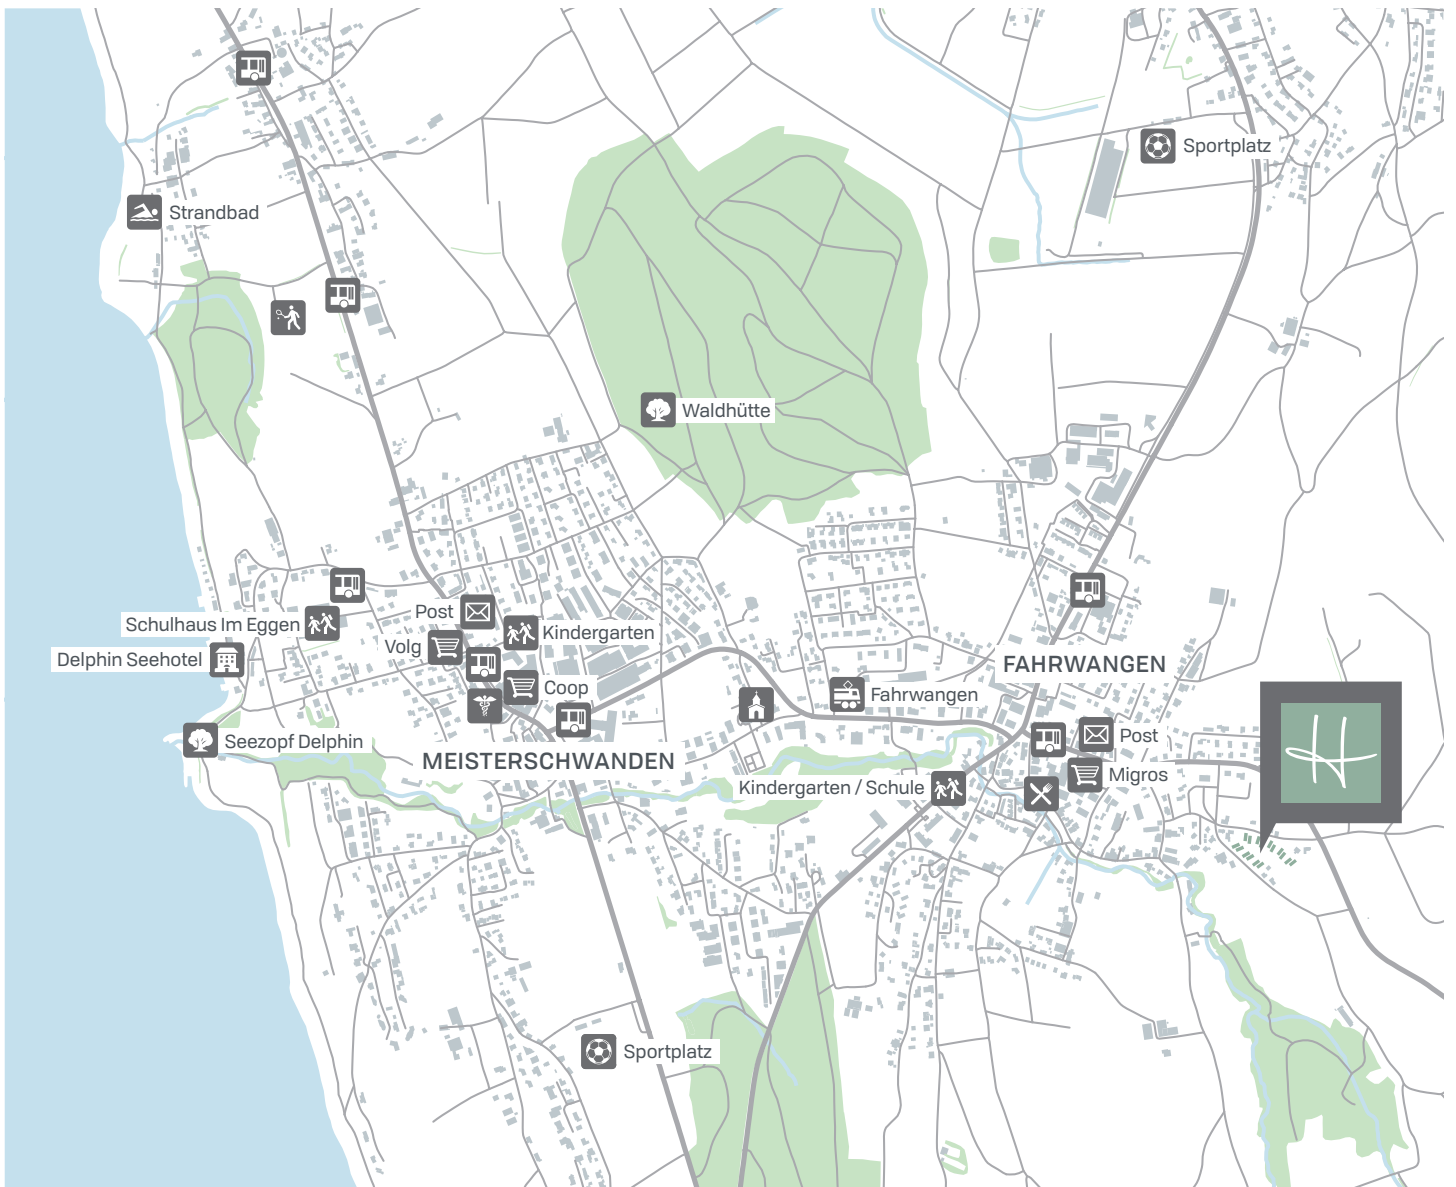 Sportplatz
Strandbad
Waldhütte
Post
Schulhaus Im Eggen
Kindergarten
Volg
Delphin Seehotel
FAHRWANGEN
Coop
Fahrwangen
Seezopf Delphin
Post
MEISTERSCHWANDEN
Migros
Kindergarten / Schule
H
Sportplatz